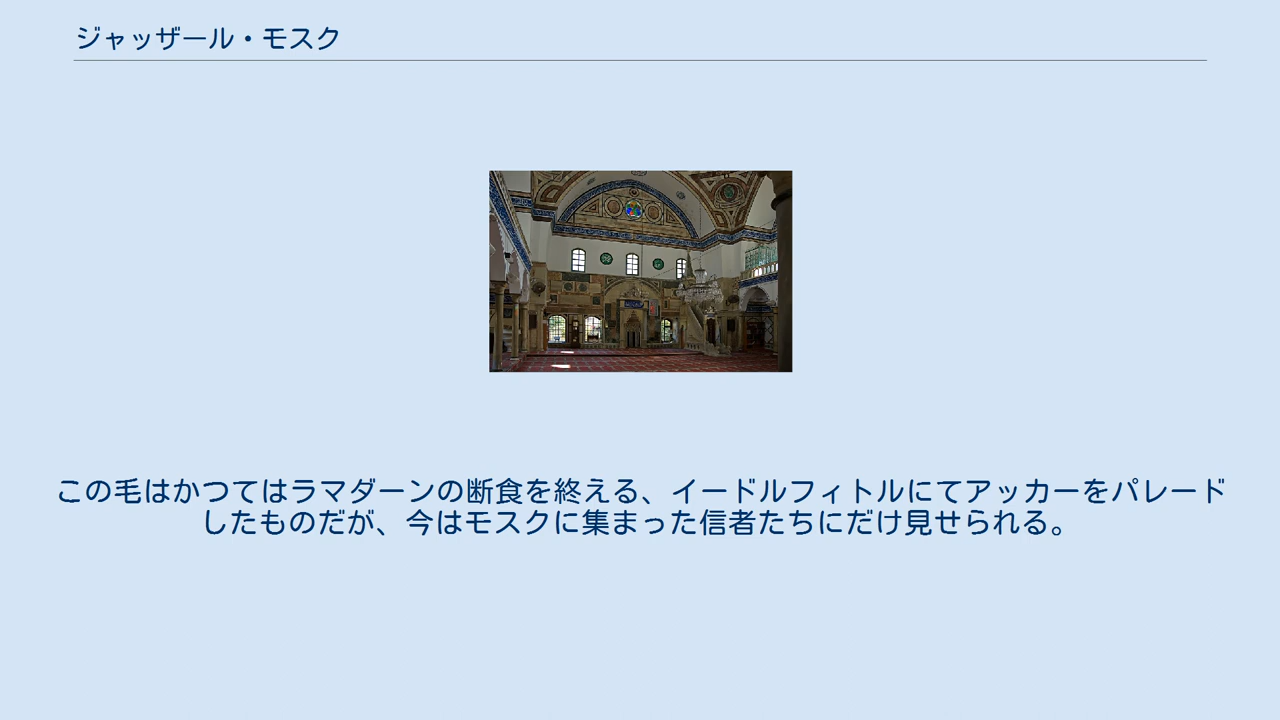 ジャッザール・モスク
この毛はかつてはラマダーンの断食を終える、イードルフィトルにてアッカーをパレード
したものだが、今はモスクに集まった信者たちにだけ見せられる。